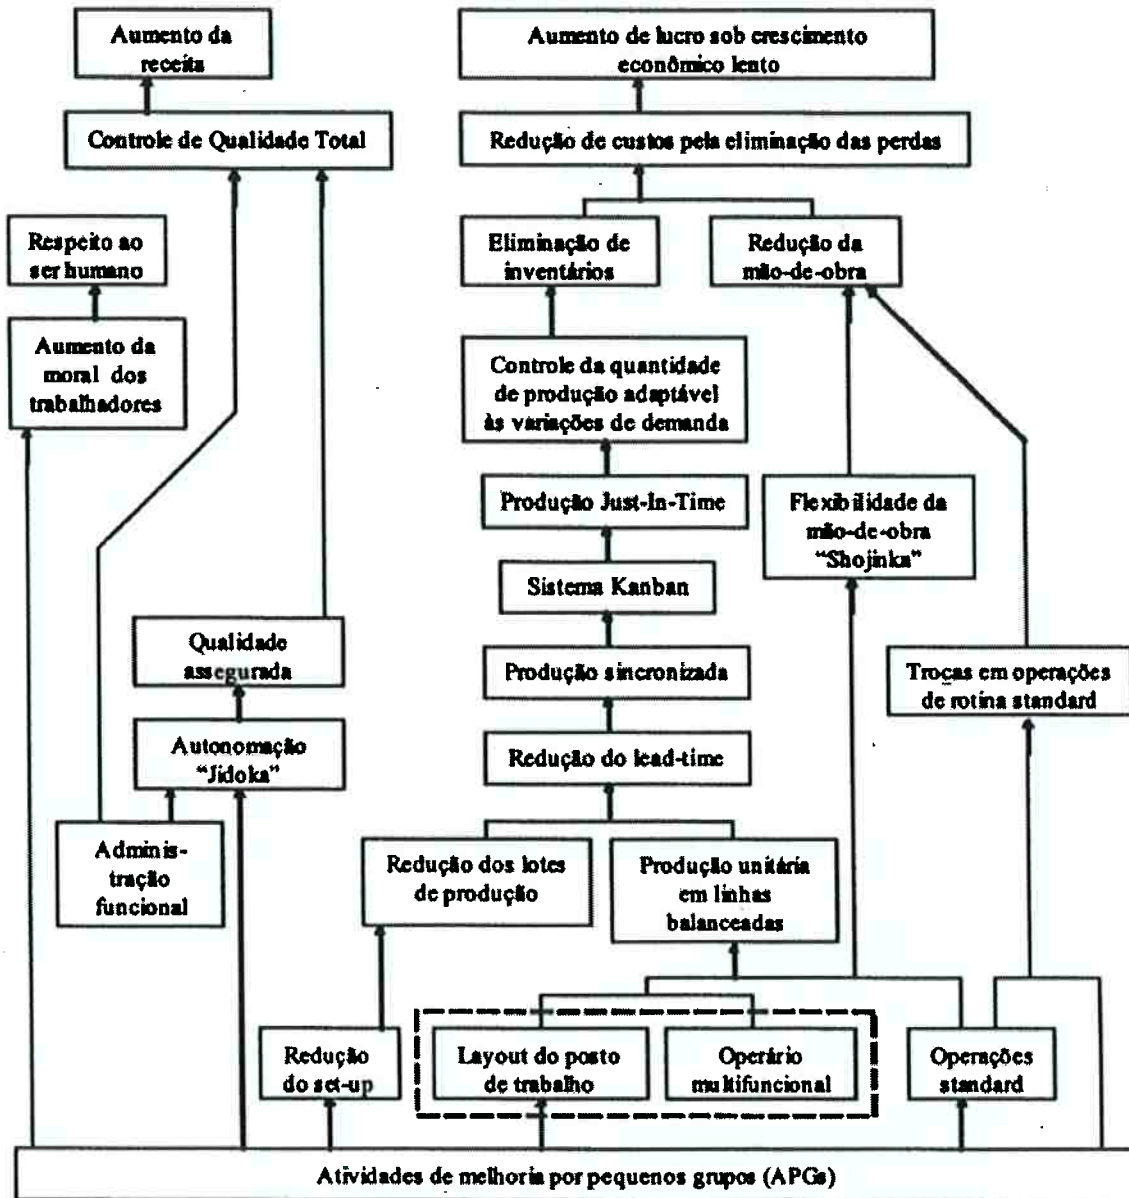 Aumento da
receita
Aumento de lucro sob crescimento
econômico lento
Controle de Qualidade Total
Redução de custos pela eliminação das perdas
Respeito ao
ser humano
Eliminação de
inventários
Redução da
mão-de-obra
Aumento da
moral dos
trabalhadores
Controle da quantidade
de produção adaptável
às variações de demanda
Produção Just-In-Time
Flexibilidade da
mão-de-obra
“Shojinka”
Sistema Kanban
Qualidade
assegurada
Produção sincronizada
Trocas em operações
de rotina standard
Autonomação
“Jidoka”
Redução do lead-time
Adminis-
tração
funcional
Redução dos lotes
de produção
Produção unitária
em linhas
balanceadas
Redução
do set-up
Layout do posto
de trabalho
Operário
multifuncional
Operações
standard
Atividades de melhoria por pequenos grupos (APGs)